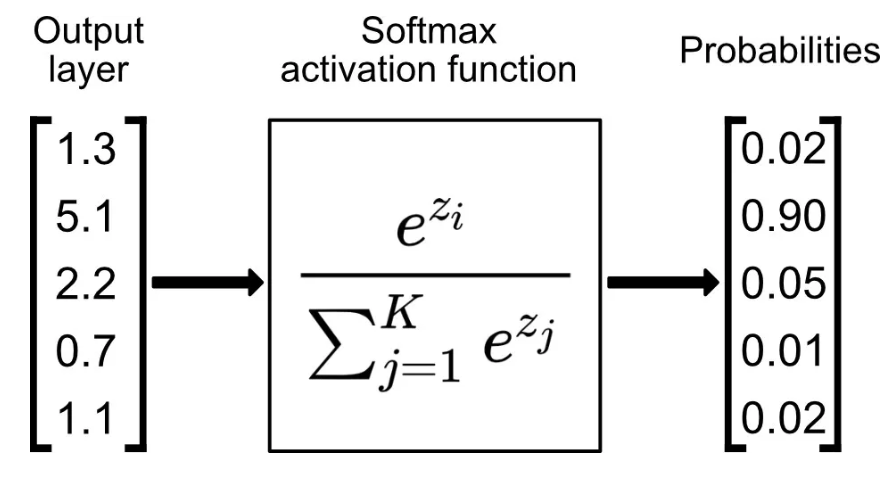 Output
layer
Softmax
activation function
Probabilities
1.3
5.1
2.2
0.7
1.1
e^{z_i}
∑_{j=1}^{K} e^{z_j}
0.02
0.90
0.05
0.01
0.02